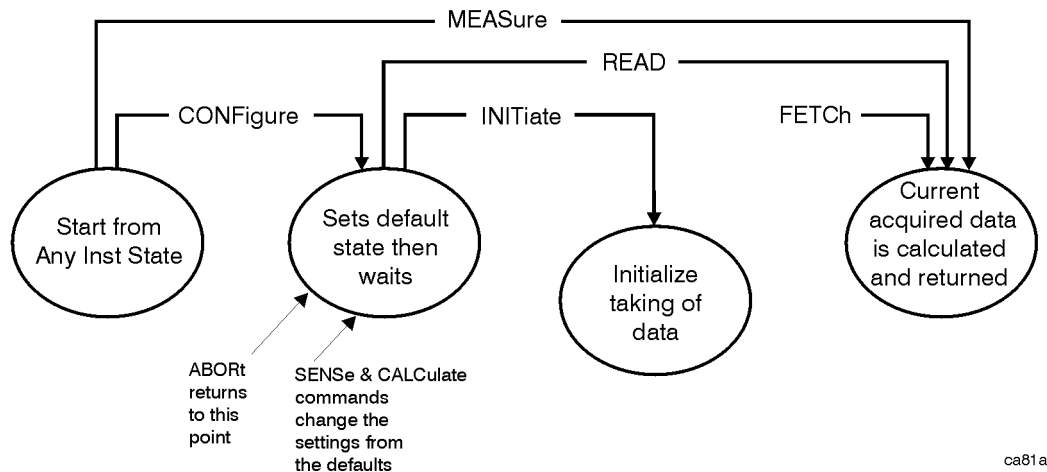 MEASure
READ
CONFigure
INITiate
FETCh
Start from
Any Inst State
Sets default
state then
waits
Initialize
taking of
data
Current
acquired data
is calculated
and returned
ABORt
returns
to this
point
SENSe & CALCulate
commands
change the
settings from
the defaults
ca81a